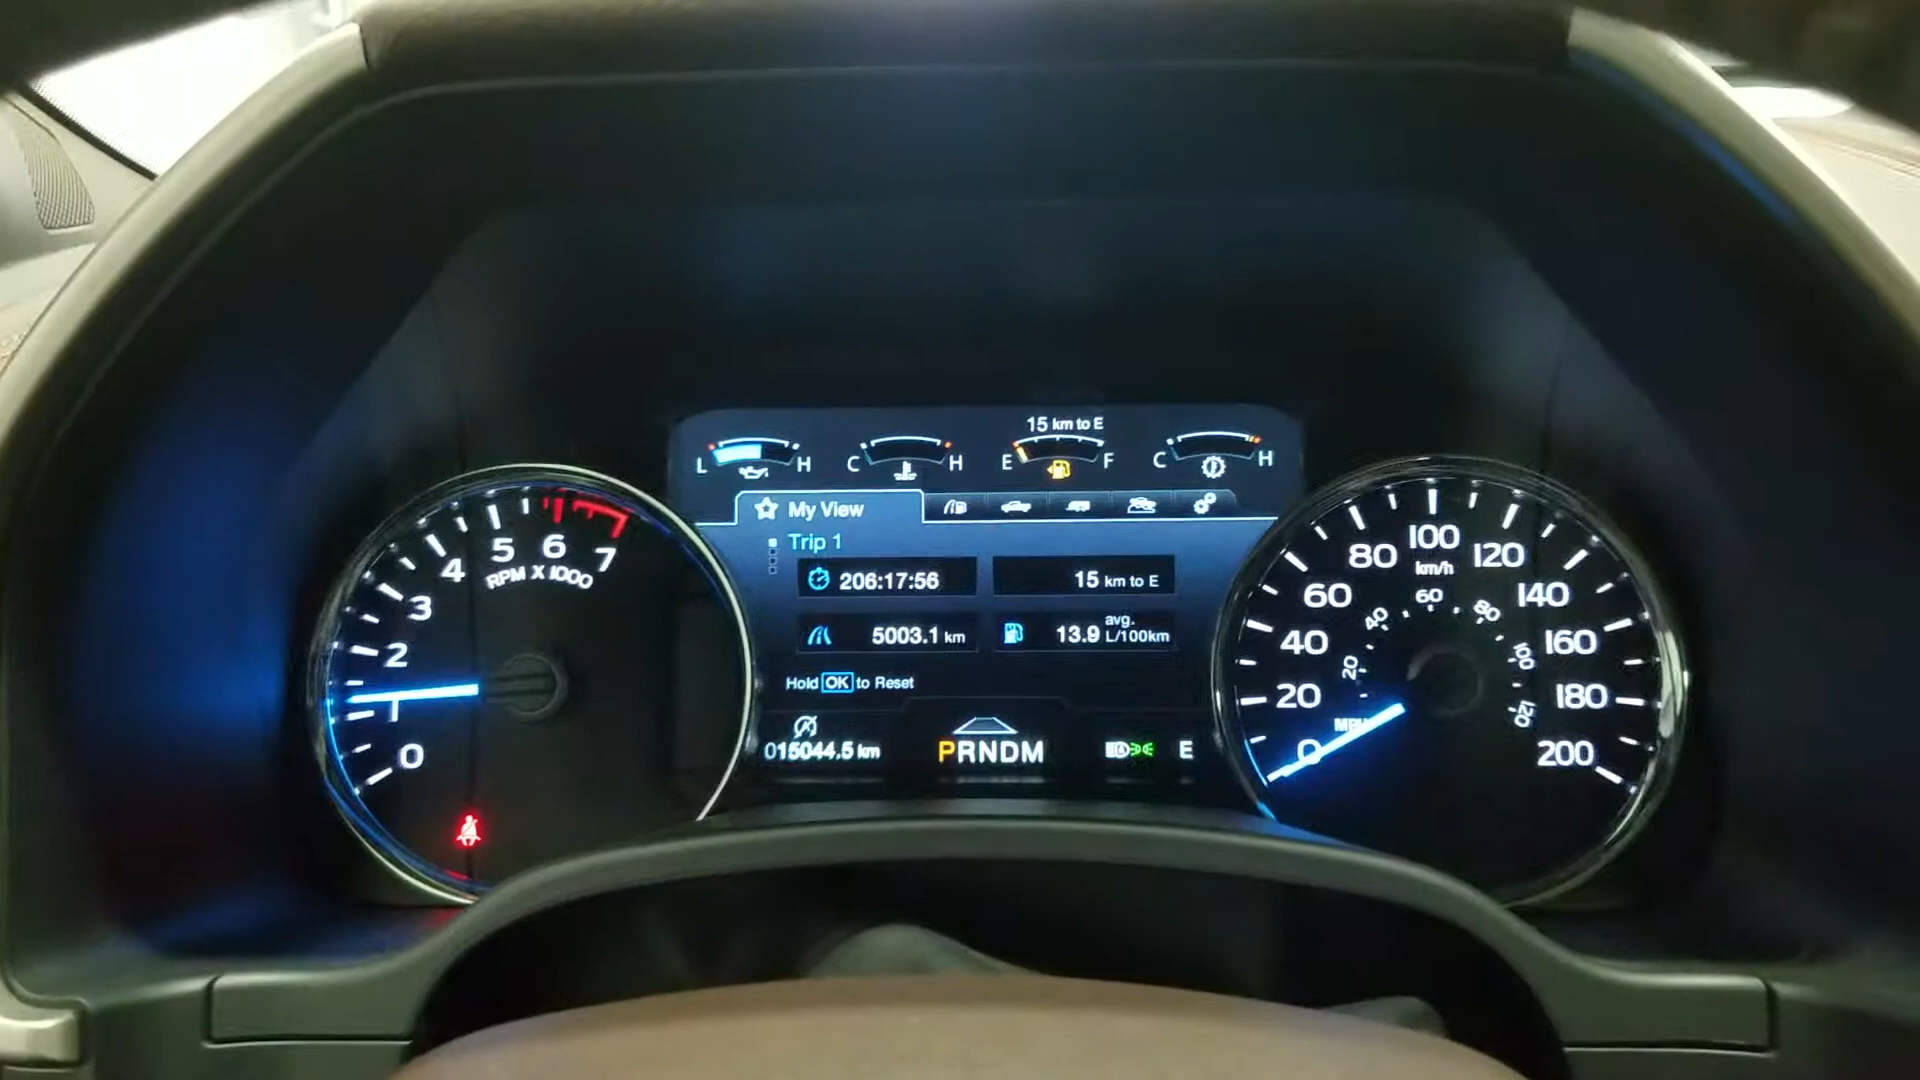 15 km to E
L H C H E F C H
My View
Trip 1
206:17:56
15 km to E
5003.1 km
13.9 avg. L/100km
Hold OK to Reset
015044.5 km
PRNDM
E
0 1 2 3 4 5 6 7
RPM X 1000
0 20 40 60 80 100 120 140 160 180 200
km/h
20 40 60 80 100 120
MPH